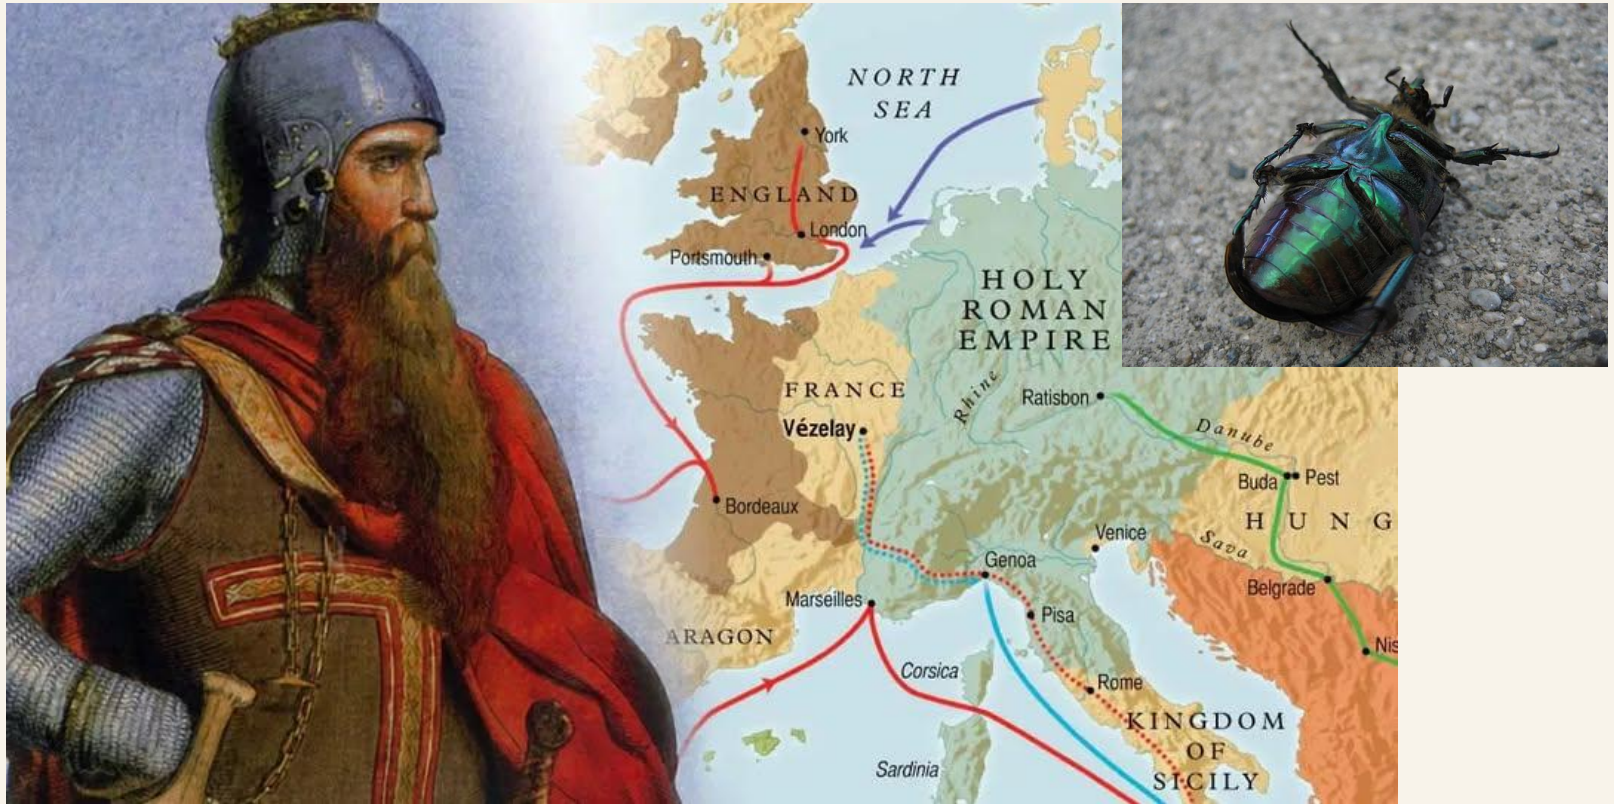 NORTH
SEA
York
ENGLAND
London
Portsmouth
HOLY
ROMAN
EMPIRE
FRANCE
Rhine
Ratisbon
Vézelay
Danube
Buda
Pest
Bordeaux
HUNG
Venice
Sava
Genoa
Belgrade
Marseilles
Pisa
ARAGON
Nis
Corsica
Rome
KINGDOM
OF
SICILY
Sardinia